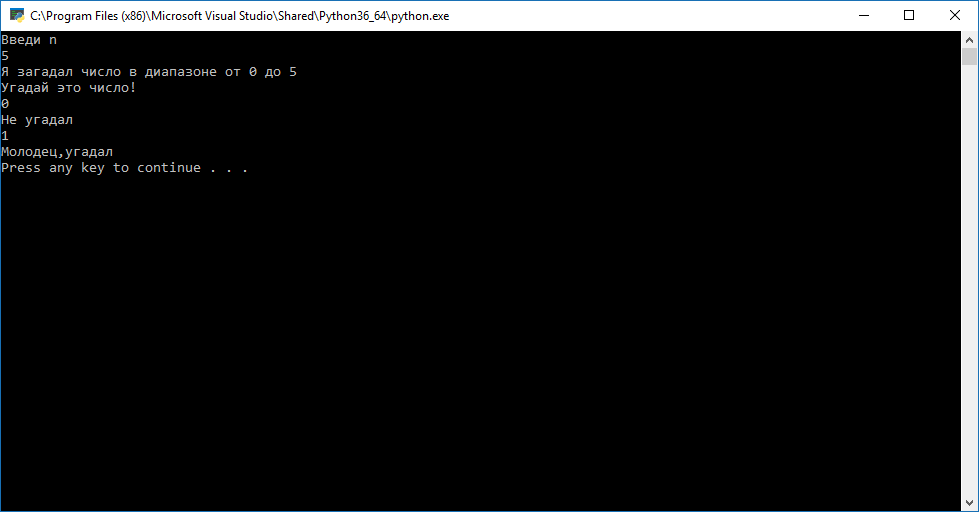 C:\Program Files (x86)\Microsoft Visual Studio\Shared\Python36_64\python.exe
Введи n
5
Я загадал число в диапазоне от 0 до 5
Угадай это число!
0
Не угадал
1
Молодец,угадал
Press any key to continue . . .